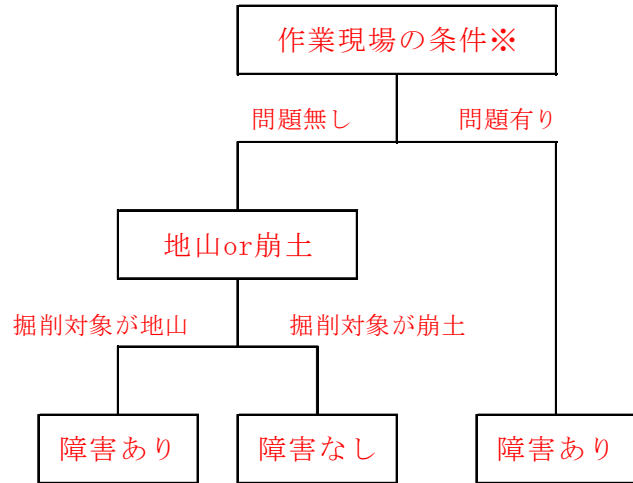 作業現場の条件※
問題無し
問題有り
地山or崩土
掘削対象が地山
掘削対象が崩土
障害あり
障害なし
障害あり